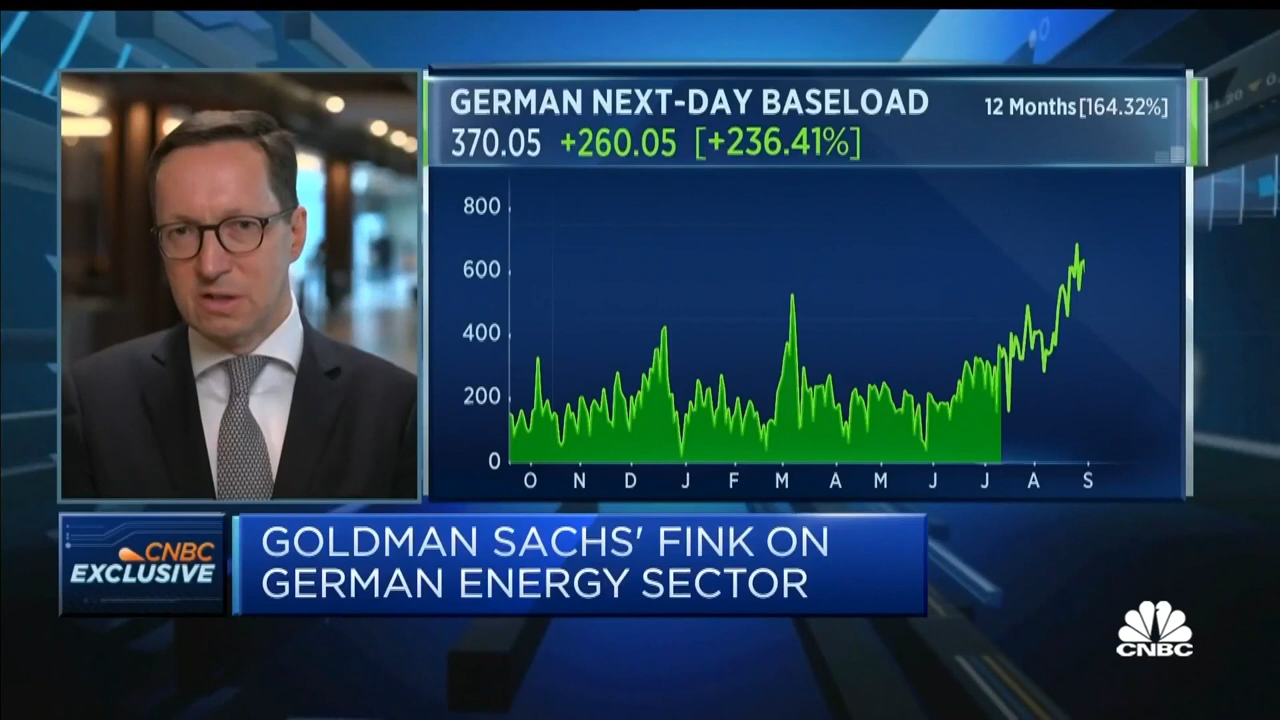 GERMAN NEXT-DAY BASELOAD
12 Months[164.32%]
370.05 +260.05 [+236.41%]
800
600
400
200
0
O N D J F M A M J J A S
CNBC
EXCLUSIVE
GOLDMAN SACHS' FINK ON
GERMAN ENERGY SECTOR
CNBC